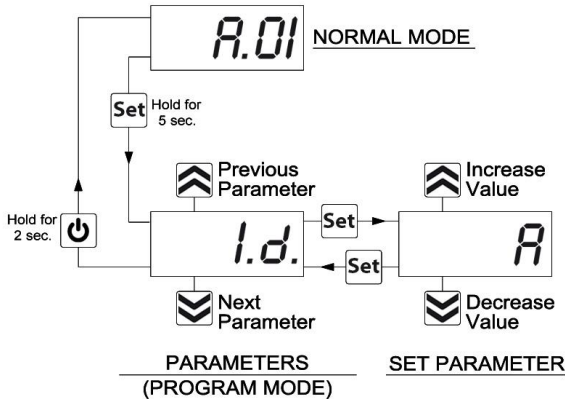 A.01
NORMAL MODE
Set
Hold for
5 sec.
Previous
Parameter
Increase
Value
Hold for
2 sec.
Set
1.d.
A
Set
Next
Parameter
Decrease
Value
PARAMETERS
(PROGRAM MODE)
SET PARAMETER